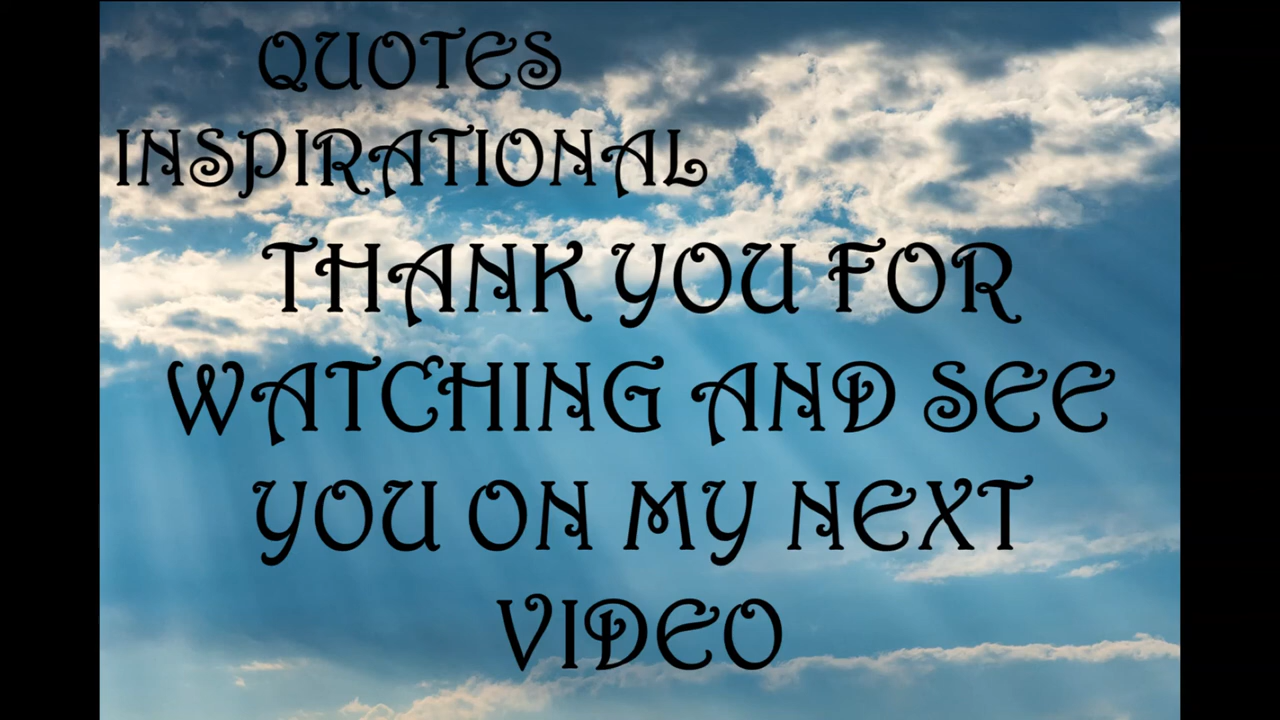 QUOTES
INSPIRATIONAL
THANK YOU FOR
WATCHING AND SEE
YOU ON MY NEXT
VIDEO